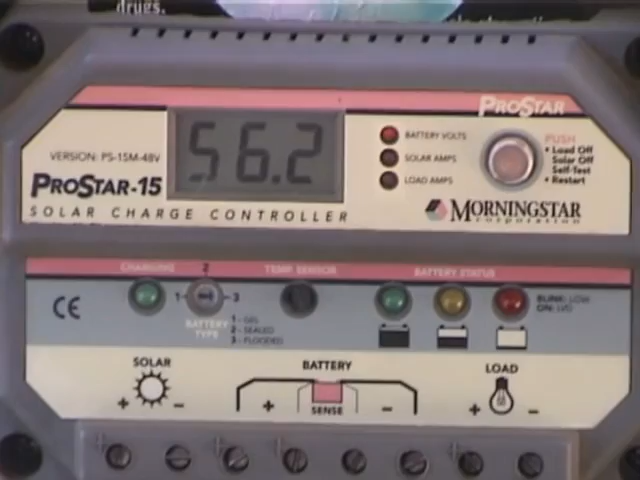 drugs.
PROSTAR
VERSION: PS-15M-48V
56.2
BATTERY VOLTS
SOLAR AMPS
LOAD AMPS
PUSH
• Load Off
Solar Off
Self-Test
• Restart
PROSTAR-15
MORNINGSTAR
corporation
SOLAR CHARGE CONTROLLER
CHARGING
2
TEMP. SENSOR
BATTERY STATUS
CE
1
3
BATTERY
TYPE
1 - GEL
2 - SEALED
3 - FLOODED
BLINK: LOW
ON: LVD
SOLAR
BATTERY
LOAD
+ -
+ SENSE -
+ -